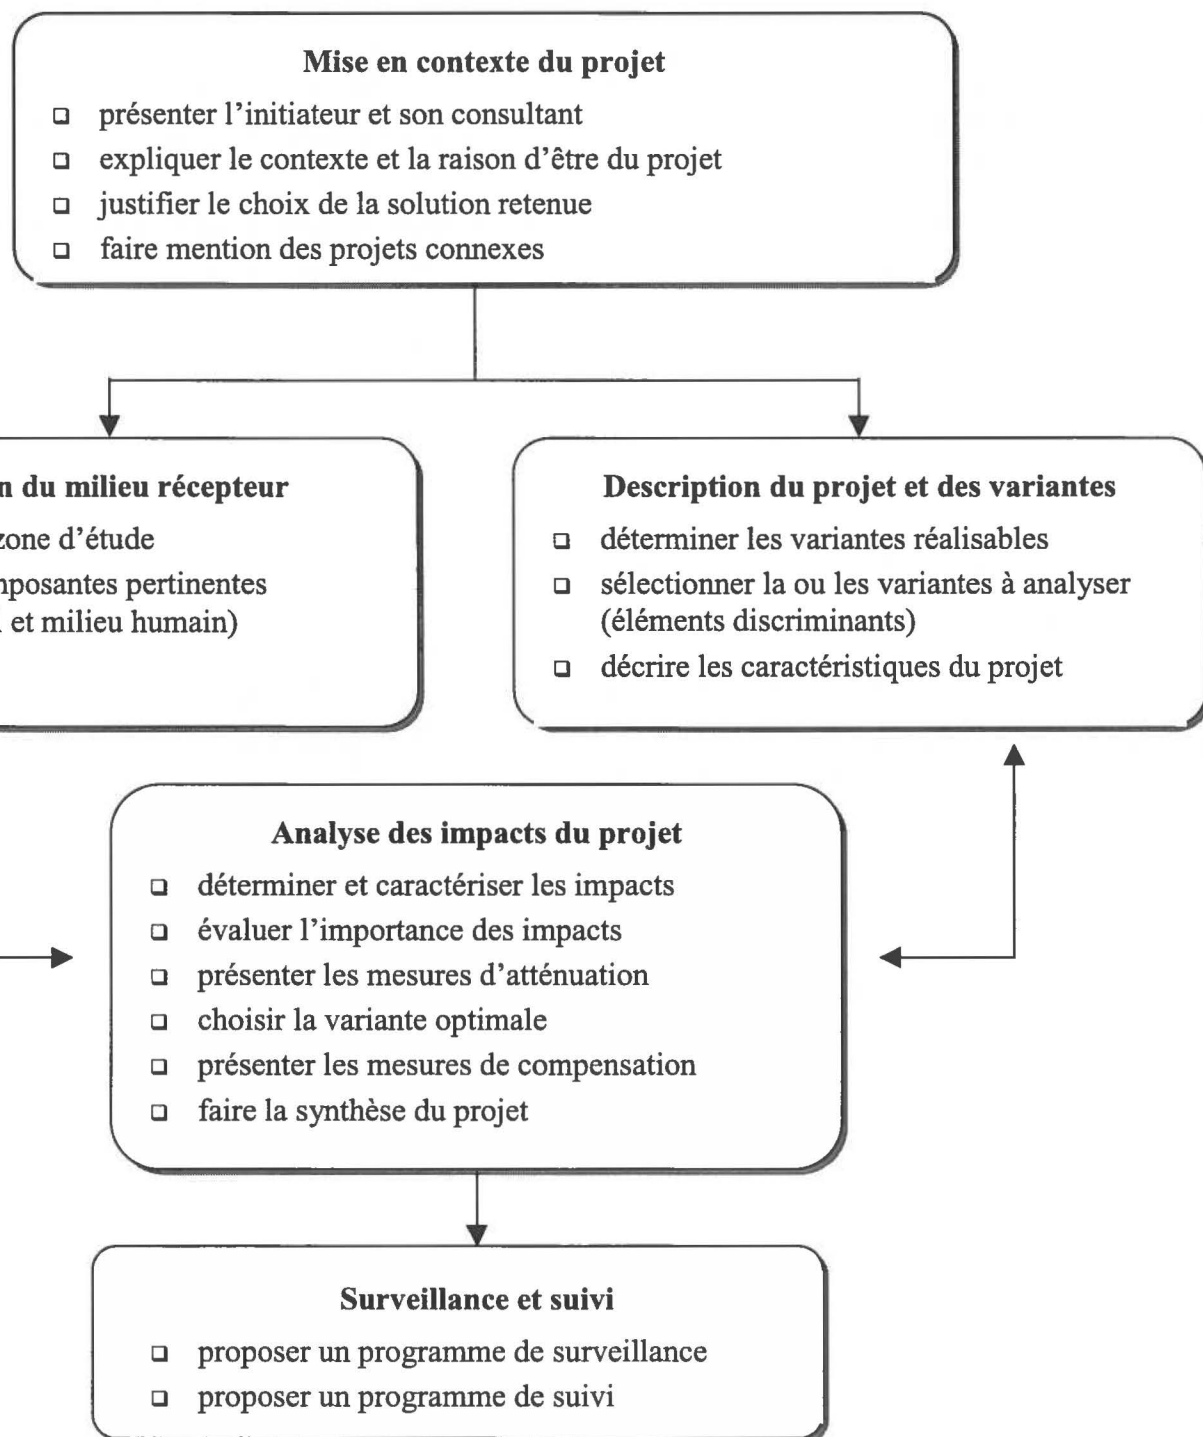 Mise en contexte du projet
❑ présenter l'initiateur et son consultant
❑ expliquer le contexte et la raison d'être du projet
❑ justifier le choix de la solution retenue
❑ faire mention des projets connexes
n du milieu récepteur
zone d'étude
mposantes pertinentes
et milieu humain)
Description du projet et des variantes
❑ déterminer les variantes réalisables
❑ sélectionner la ou les variantes à analyser
(éléments discriminants)
❑ décrire les caractéristiques du projet
Analyse des impacts du projet
❑ déterminer et caractériser les impacts
❑ évaluer l'importance des impacts
❑ présenter les mesures d'atténuation
❑ choisir la variante optimale
❑ présenter les mesures de compensation
❑ faire la synthèse du projet
Surveillance et suivi
❑ proposer un programme de surveillance
❑ proposer un programme de suivi